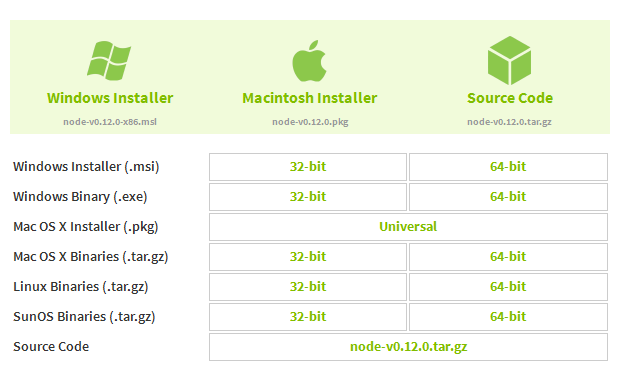 Windows Installer
Macintosh Installer
Source Code
node-v0.12.0-x86.msl
node-v0.12.0.pkg
node-v0.12.0.tar.gz
Windows Installer (.msi) 32-bit 64-bit
Windows Binary (.exe) 32-bit 64-bit
Mac OS X Installer (.pkg) Universal
Mac OS X Binaries (.tar.gz) 32-bit 64-bit
Linux Binaries (.tar.gz) 32-bit 64-bit
SunOS Binaries (.tar.gz) 32-bit 64-bit
Source Code node-v0.12.0.tar.gz